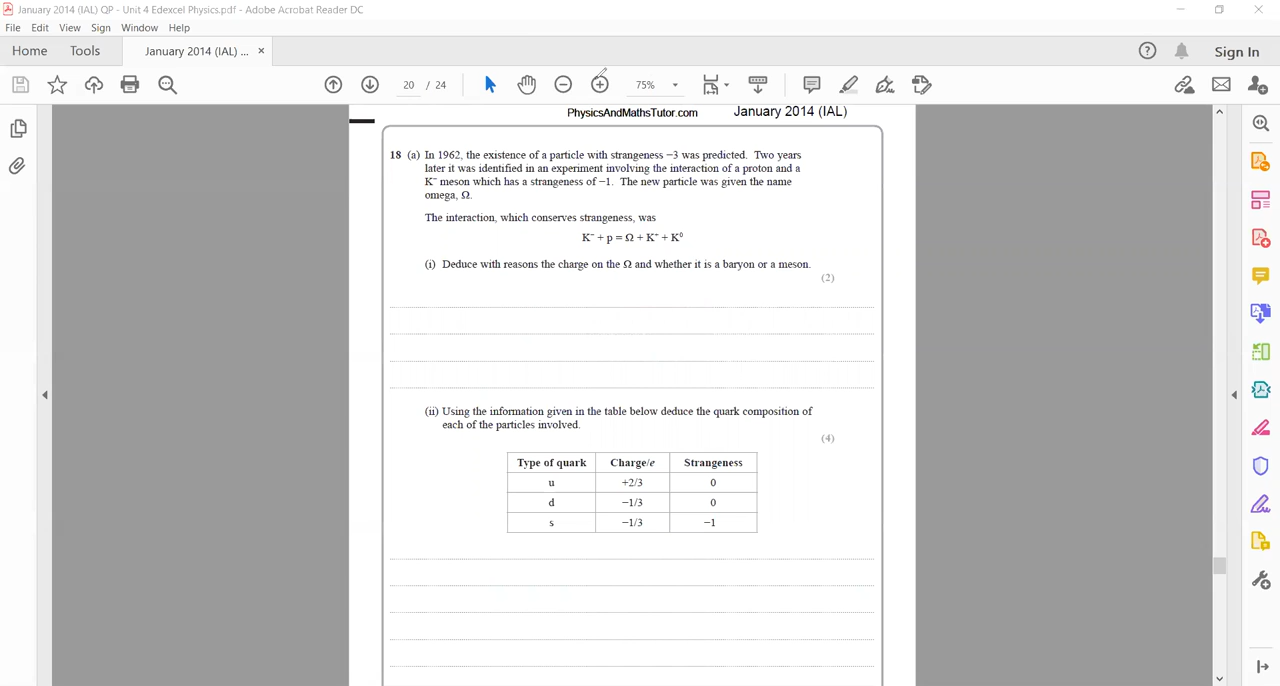 January 2014 (IAL) QP - Unit 4 Edexcel Physics.pdf - Adobe Acrobat Reader DC
File Edit View Sign Window Help
Home Tools January 2014 (IAL) ... × Sign In
20 / 24 75%
PhysicsAndMathsTutor.com January 2014 (IAL)
18 (a) In 1962, the existence of a particle with strangeness −3 was predicted. Two years
later it was identified in an experiment involving the interaction of a proton and a
K⁻ meson which has a strangeness of −1. The new particle was given the name
omega, Ω.
The interaction, which conserves strangeness, was
K⁻ + p = Ω + K⁺ + K⁰
(i) Deduce with reasons the charge on the Ω and whether it is a baryon or a meson.
(2)
(ii) Using the information given in the table below deduce the quark composition of
each of the particles involved.
(4)
Type of quark Charge/e Strangeness
u +2/3 0
d −1/3 0
s −1/3 −1